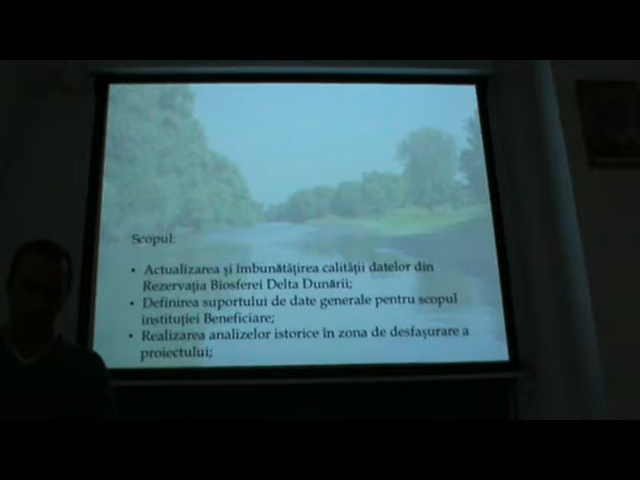 Scopul:
• Actualizarea şi îmbunătăţirea calităţii datelor din
Rezervaţia Biosferei Delta Dunării;
• Definirea suportului de date generale pentru scopul
instituţiei Beneficiare;
• Realizarea analizelor istorice în zona de desfaşurare a
proiectului;